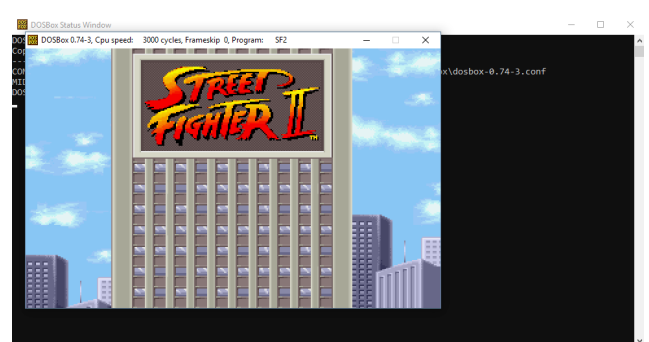 DOSBox Status Window
DOSBox 0.74-3, Cpu speed: 3000 cycles, Frameskip 0, Program: SF2
DOS
Cop
---
CON
x\dosbox-0.74-3.conf
MID
DOS
STREET
FIGHTER II
TM